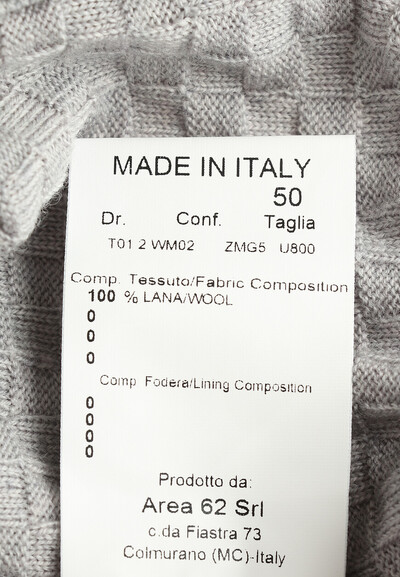 MADE IN ITALY
50
Dr. Conf. Taglia
T01 2 WM02 ZMG5 U800
Comp. Tessuto/Fabric Composition
100 % LANA/WOOL
0
0
0
Comp Fodera/Lining Composition
0
0
0
0
Prodotto da:
Area 62 Srl
c.da Fiastra 73
Colmurano (MC)-Italy